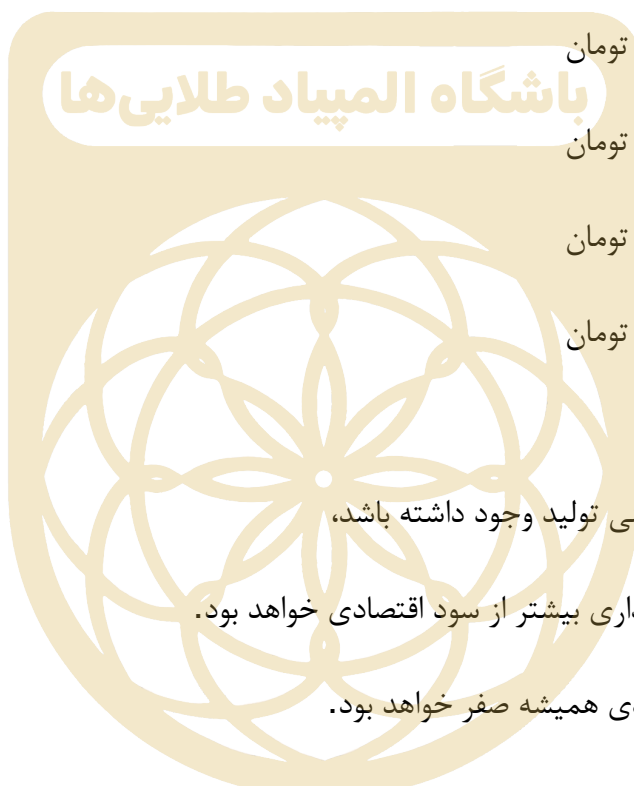 تومان
باشگاه المپیاد طلایی‌ها
تومان
تومان
تومان
تولید وجود داشته باشد،
بیشتر از سود اقتصادی خواهد بود.
همیشه صفر خواهد بود.